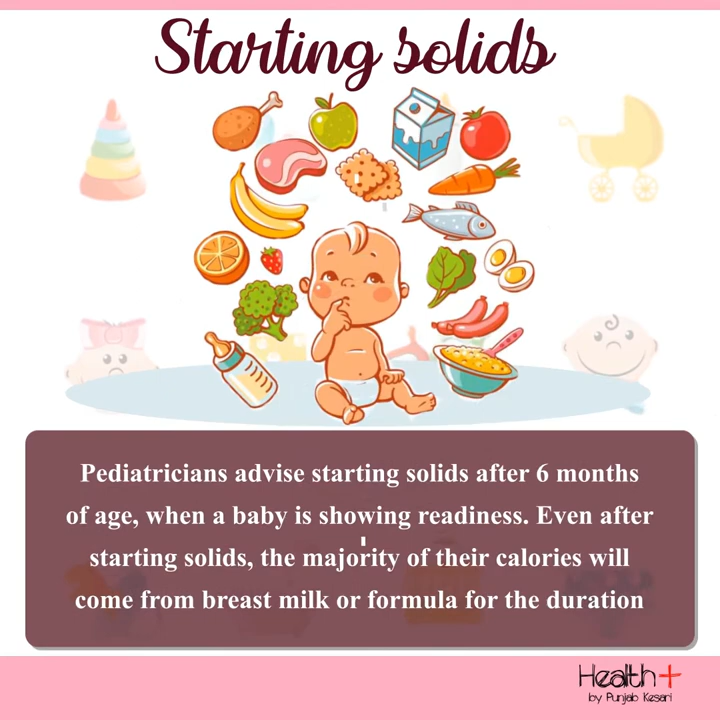 Starting solids
Pediatricians advise starting solids after 6 months
of age, when a baby is showing readiness. Even after
starting solids, the majority of their calories will
come from breast milk or formula for the duration
Health+
by Punjab Kesari